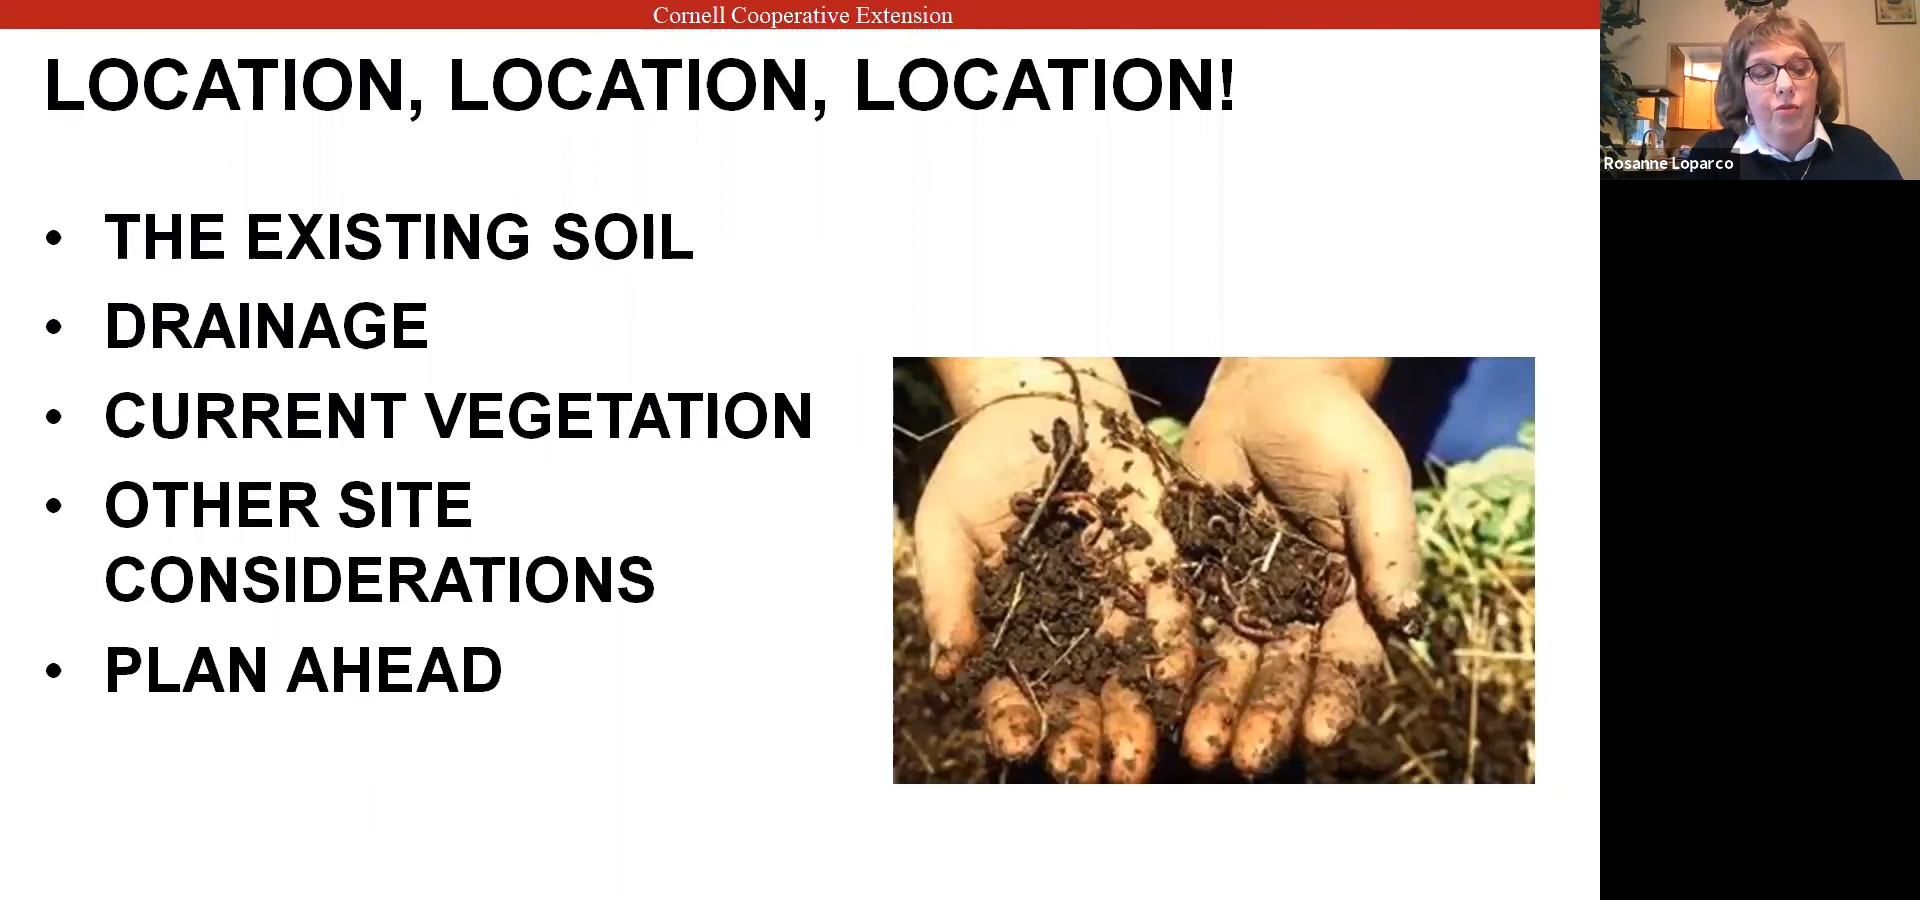 Cornell Cooperative Extension
LOCATION, LOCATION, LOCATION!
• THE EXISTING SOIL
• DRAINAGE
• CURRENT VEGETATION
• OTHER SITE
CONSIDERATIONS
• PLAN AHEAD
Rosanne Loparco